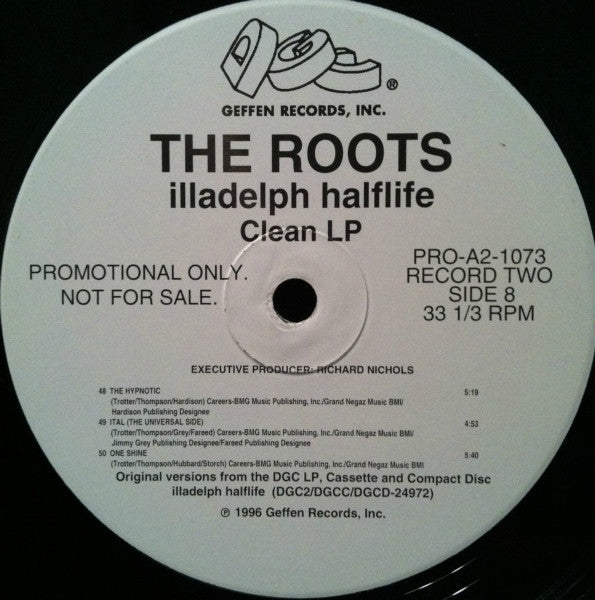 DGC ®
GEFFEN RECORDS, INC.
THE ROOTS
illadelph halflife
Clean LP
PROMOTIONAL ONLY.
NOT FOR SALE.
PRO-A2-1073
RECORD TWO
SIDE 8
33 1/3 RPM
EXECUTIVE PRODUCER: RICHARD NICHOLS
48 THE HYPNOTIC 5:19
(Trotter/Thompson/Hardison) Careers-BMG Music Publishing, Inc./Grand Negaz Music BMI/
Hardison Publishing Designee
49 ITAL (THE UNIVERSAL SIDE) 4:53
(Trotter/Thompson/Grey/Fareed) Careers-BMG Music Publishing, Inc./Grand Negaz Music BMI/
Jimmy Grey Publishing Designee/Fareed Publishing Designee
50 ONE SHINE 5:40
(Trotter/Thompson/Hubbard/Storch) Careers-BMG Music Publishing, Inc./Grand Negaz Music BMI
Original versions from the DGC LP, Cassette and Compact Disc
illadelph halflife (DGC2/DGCC/DGCD-24972)
℗ 1996 Geffen Records, Inc.